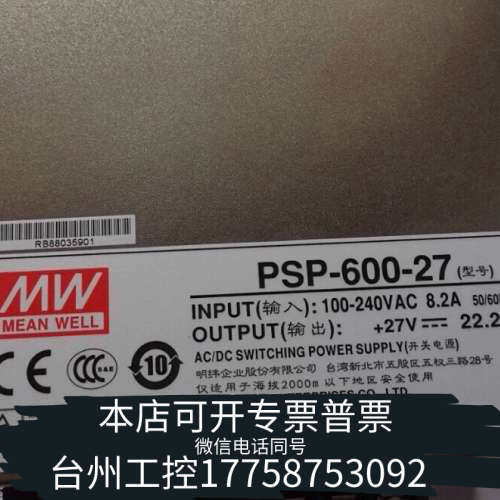 RB88035901
MW
MEAN WELL
PSP-600-27 (型号)
INPUT(输入): 100-240VAC 8.2A 50/60
OUTPUT(输出): +27V 22.2
AC/DC SWITCHING POWER SUPPLY(开关电源)
明纬企业股份有限公司 台湾新北市五股区五权三路28号
仅适用于海拔2000m以下地区安全使用
CO., LTD.
CE
CCC
S&E
10
本店可开专票普票
微信电话同号
台州工控17758753092